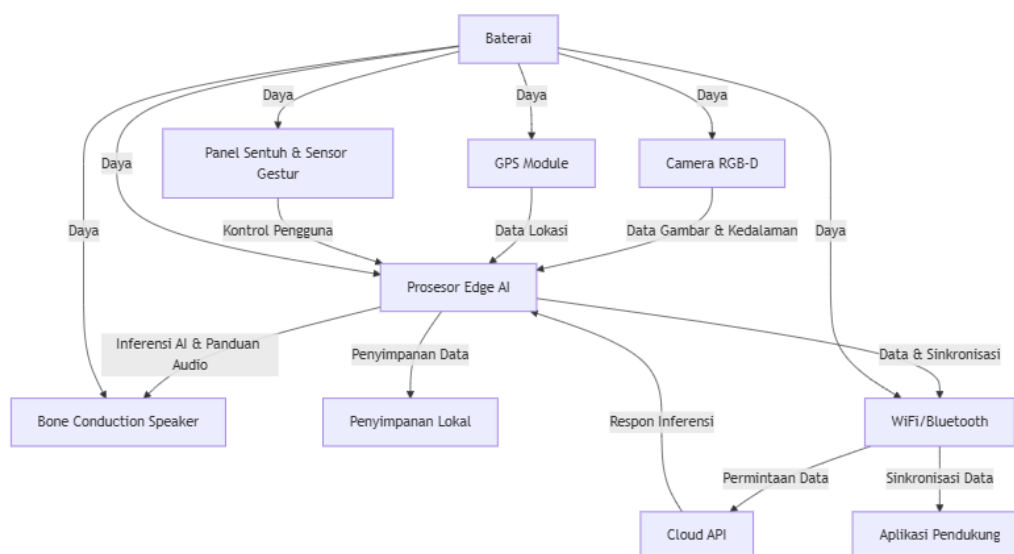 Baterai
Daya
Daya
Daya
Panel Sentuh & Sensor
Gestur
GPS Module
Camera RGB-D
Daya
Daya
Daya
Kontrol Pengguna
Data Lokasi
Data Gambar & Kedalaman
Prosesor Edge AI
Inferensi AI & Panduan
Audio
Penyimpanan Data
Data & Sinkronisasi
Bone Conduction Speaker
Penyimpanan Lokal
Respon Inferensi
WiFi/Bluetooth
Permintaan Data
Sinkronisasi Data
Cloud API
Aplikasi Pendukung